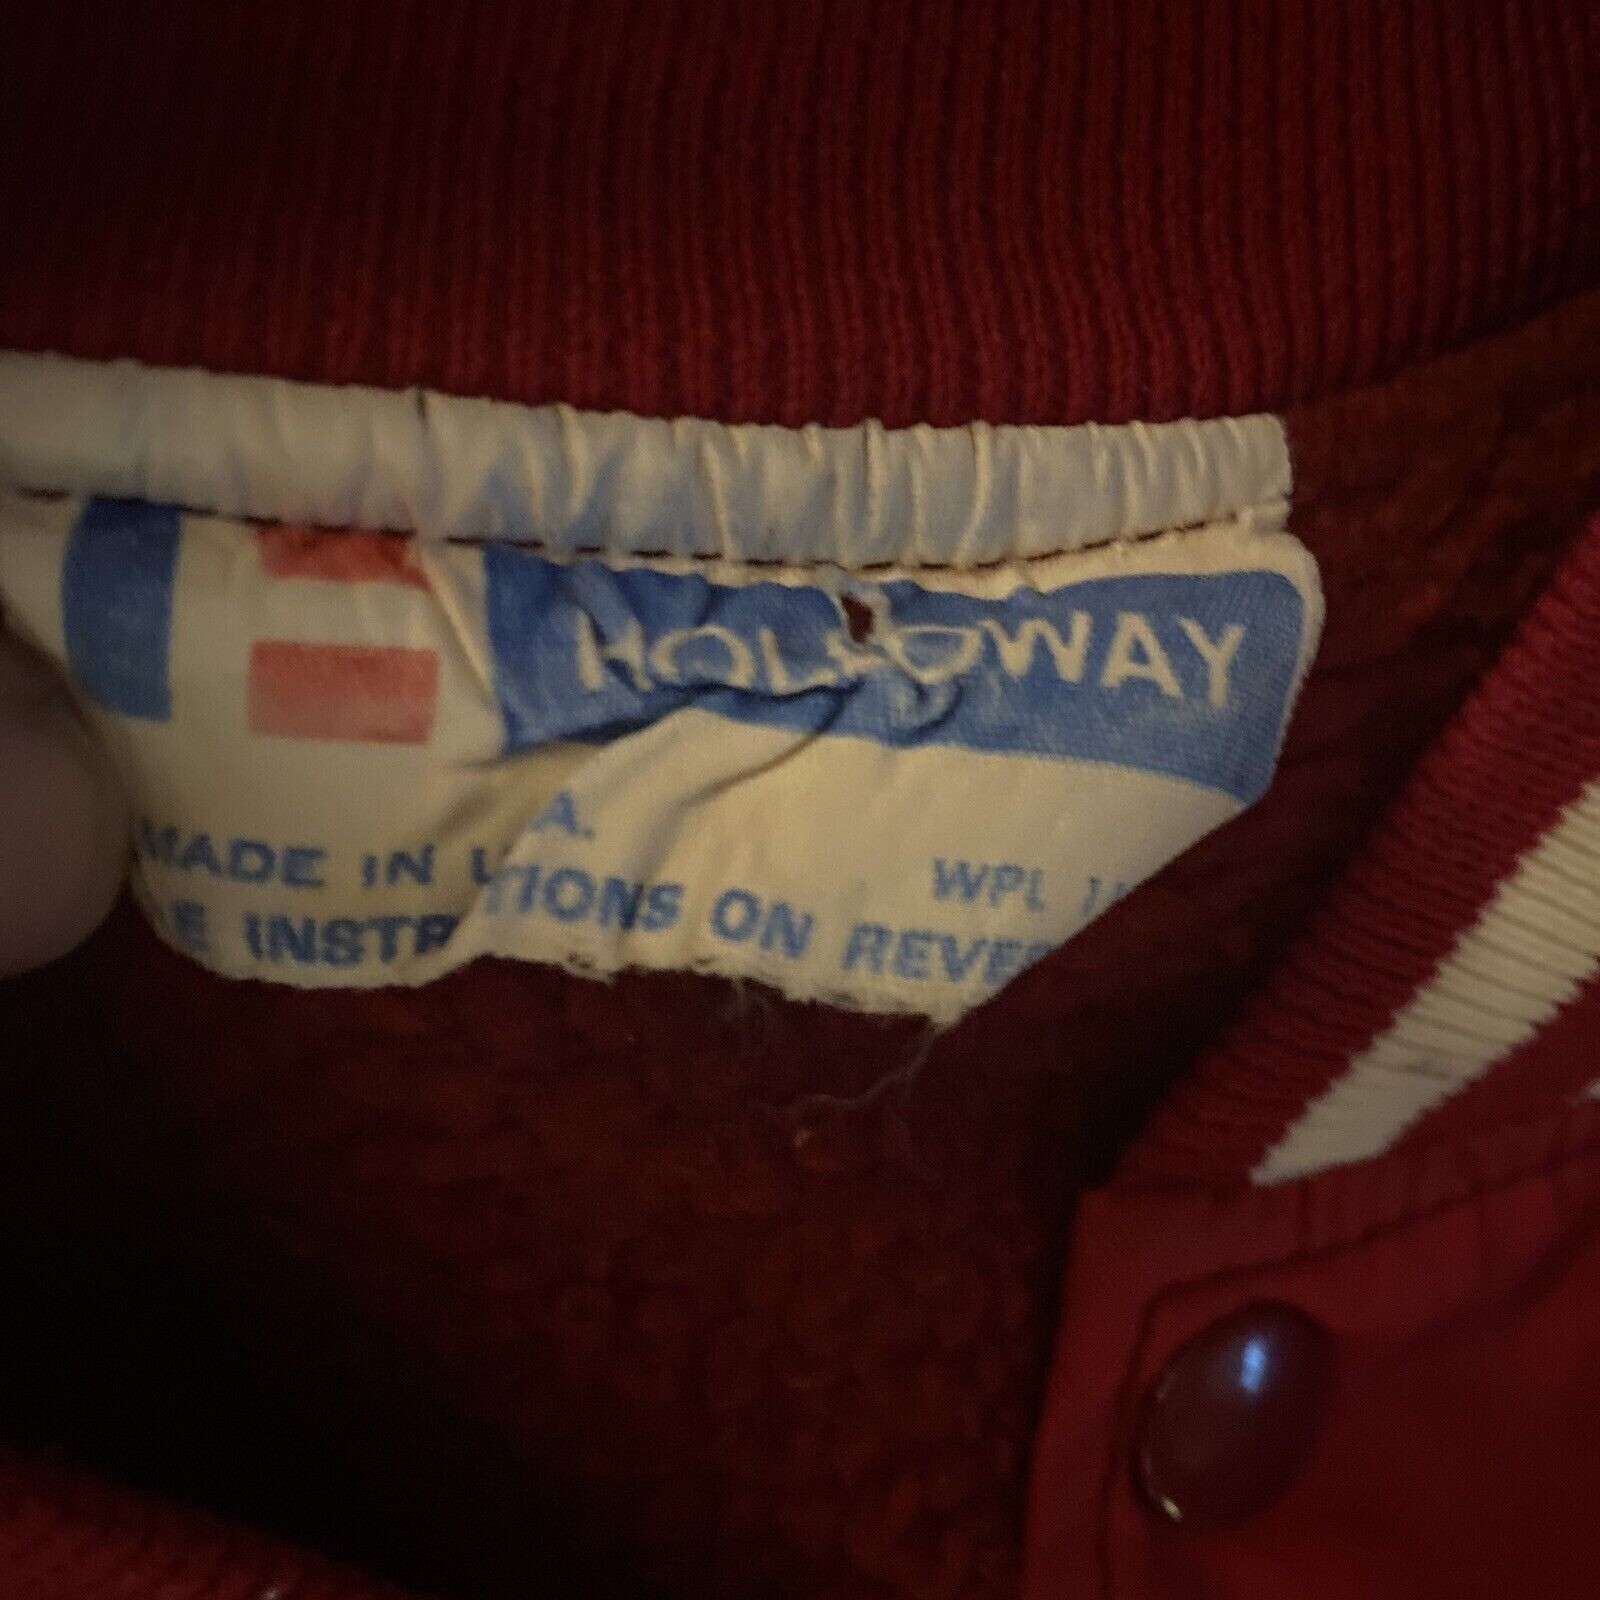 HOLLOWAY
MADE IN U A.
WPL
INSTR TIONS ON REVE